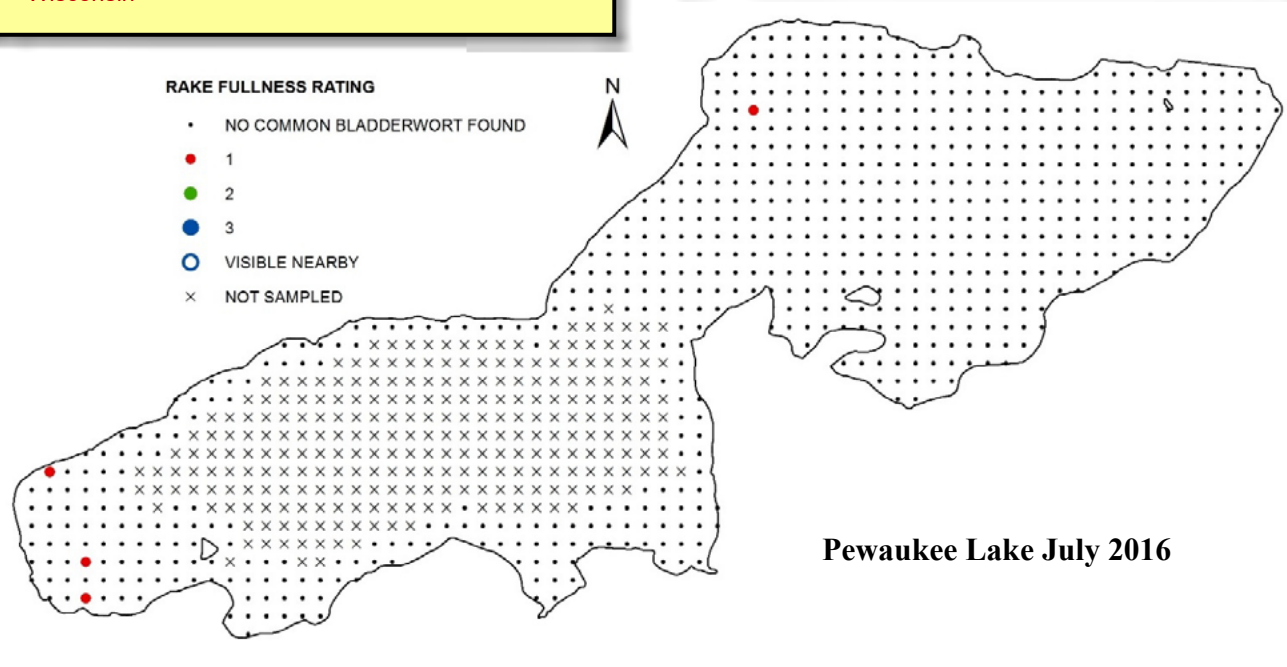 RAKE FULLNESS RATING
NO COMMON BLADDERWORT FOUND
1
2
3
VISIBLE NEARBY
NOT SAMPLED
N
Pewaukee Lake July 2016